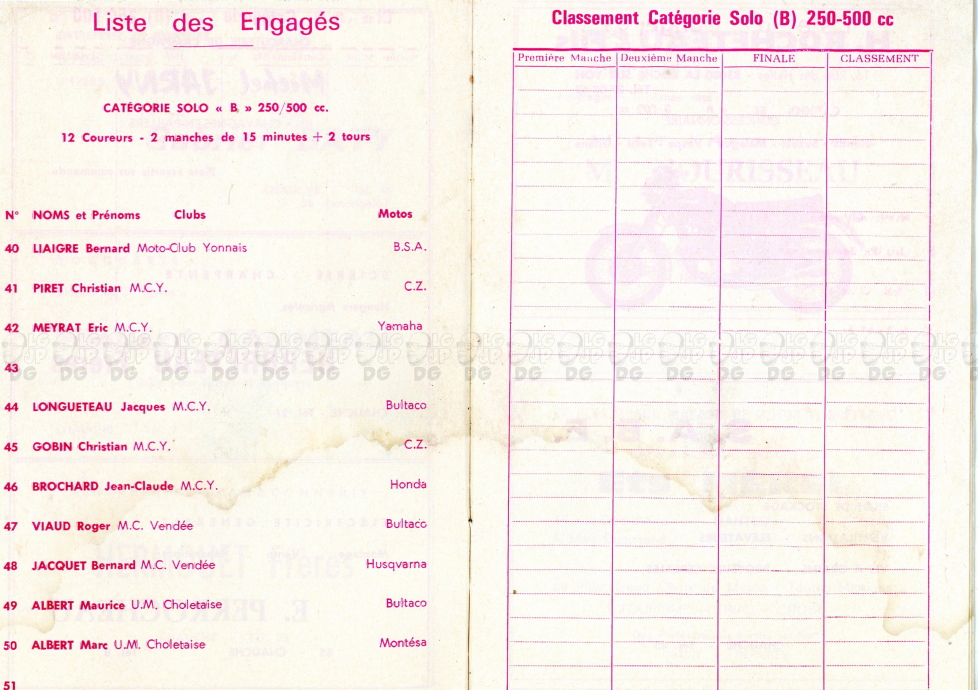 Liste des Engagés
CATÉGORIE SOLO « B » 250/500 cc.
12 Coureurs - 2 manches de 15 minutes + 2 tours
N° NOMS et Prénoms Clubs Motos
40 LIAIGRE Bernard Moto-Club Yonnais B.S.A.
41 PIRET Christian M.C.Y. C.Z.
42 MEYRAT Eric M.C.Y. Yamaha
43
44 LONGUETEAU Jacques M.C.Y. Bultaco
45 GOBIN Christian M.C.Y. C.Z.
46 BROCHARD Jean-Claude M.C.Y. Honda
47 VIAUD Roger M.C. Vendée Bultaco
48 JACQUET Bernard M.C. Vendée Husqvarna
49 ALBERT Maurice U.M. Choletaise Bultaco
50 ALBERT Marc U.M. Choletaise Montésa
51
Classement Catégorie Solo (B) 250-500 cc
Première Manche Deuxième Manche FINALE CLASSEMENT